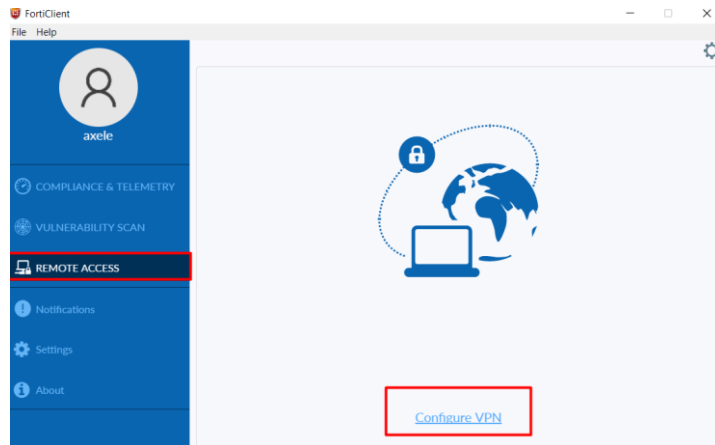 FortiClient
File Help
axele
COMPLIANCE & TELEMETRY
VULNERABILITY SCAN
REMOTE ACCESS
Notifications
Settings
About
Configure VPN